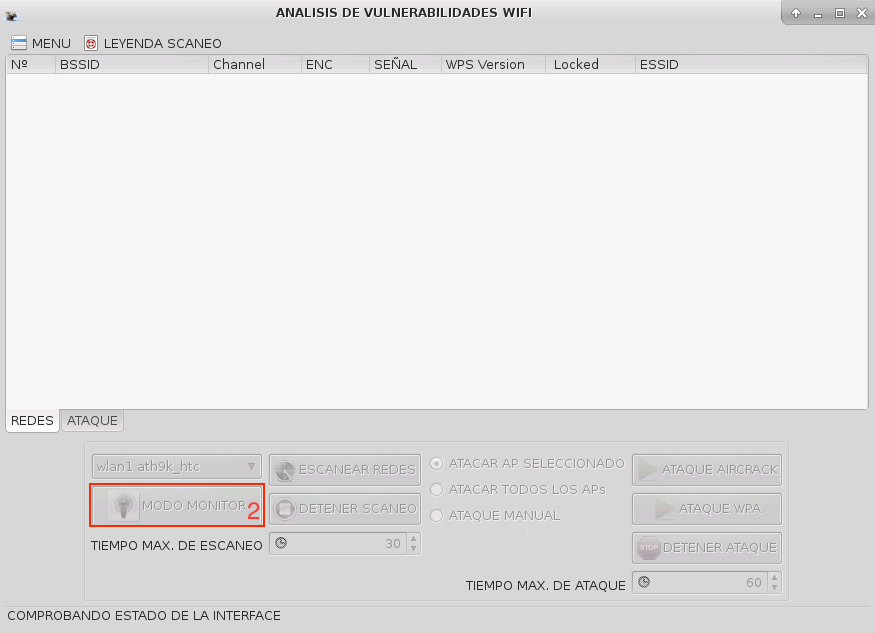 ANALISIS DE VULNERABILIDADES WIFI
MENU LEYENDA SCANEO
Nº BSSID Channel ENC SEÑAL WPS Version Locked ESSID
REDES ATAQUE
wlan1 ath9k_htc
ESCANEAR REDES
ATACAR AP SELECCIONADO
ATAQUE AIRCRACK
MODO MONITOR 2
DETENER SCANEO
ATACAR TODOS LOS APs
ATAQUE WPA
ATAQUE MANUAL
TIEMPO MAX. DE ESCANEO 30
STOP DETENER ATAQUE
TIEMPO MAX. DE ATAQUE 60
COMPROBANDO ESTADO DE LA INTERFACE